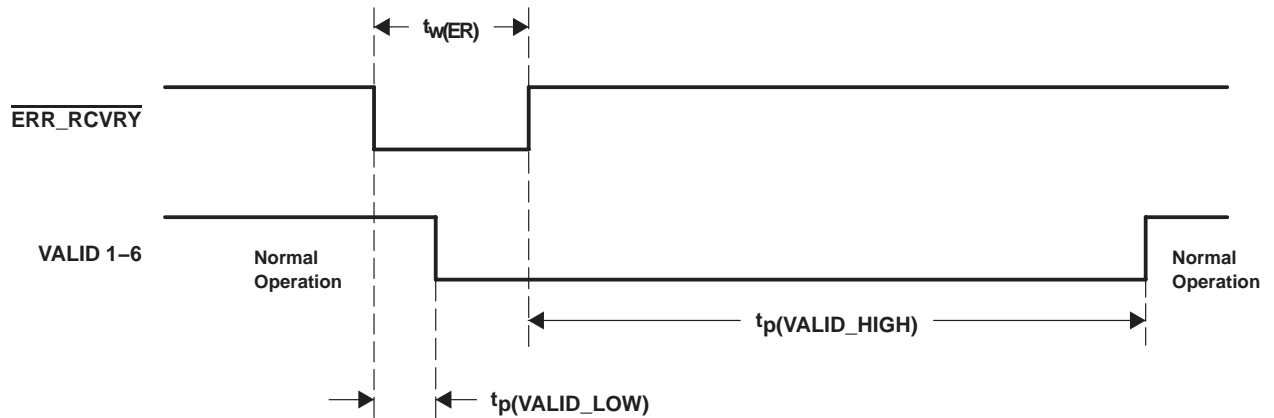 tw(ER)
ERR_RCVRY
VALID 1–6
Normal
Operation
Normal
Operation
tp(VALID_HIGH)
tp(VALID_LOW)